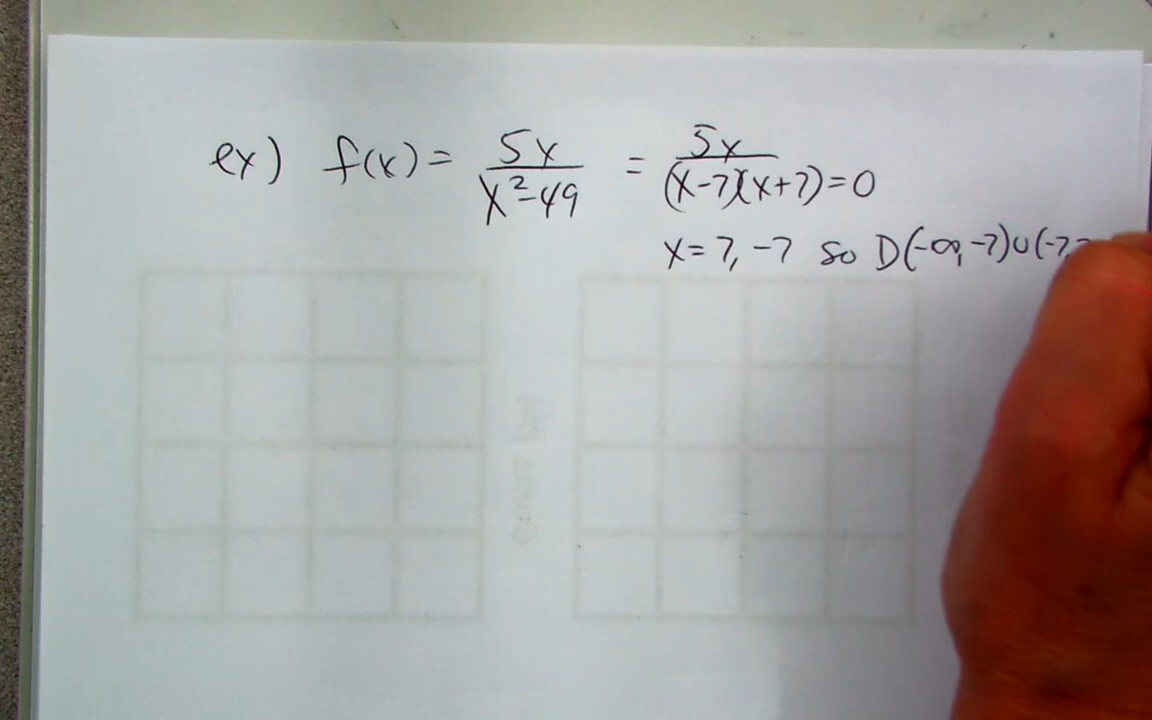 ex) f(x) = 5x / x²-49 = 5x / (x-7)(x+7)=0
x=7, -7 so D(-∞,-7)∪(-7,